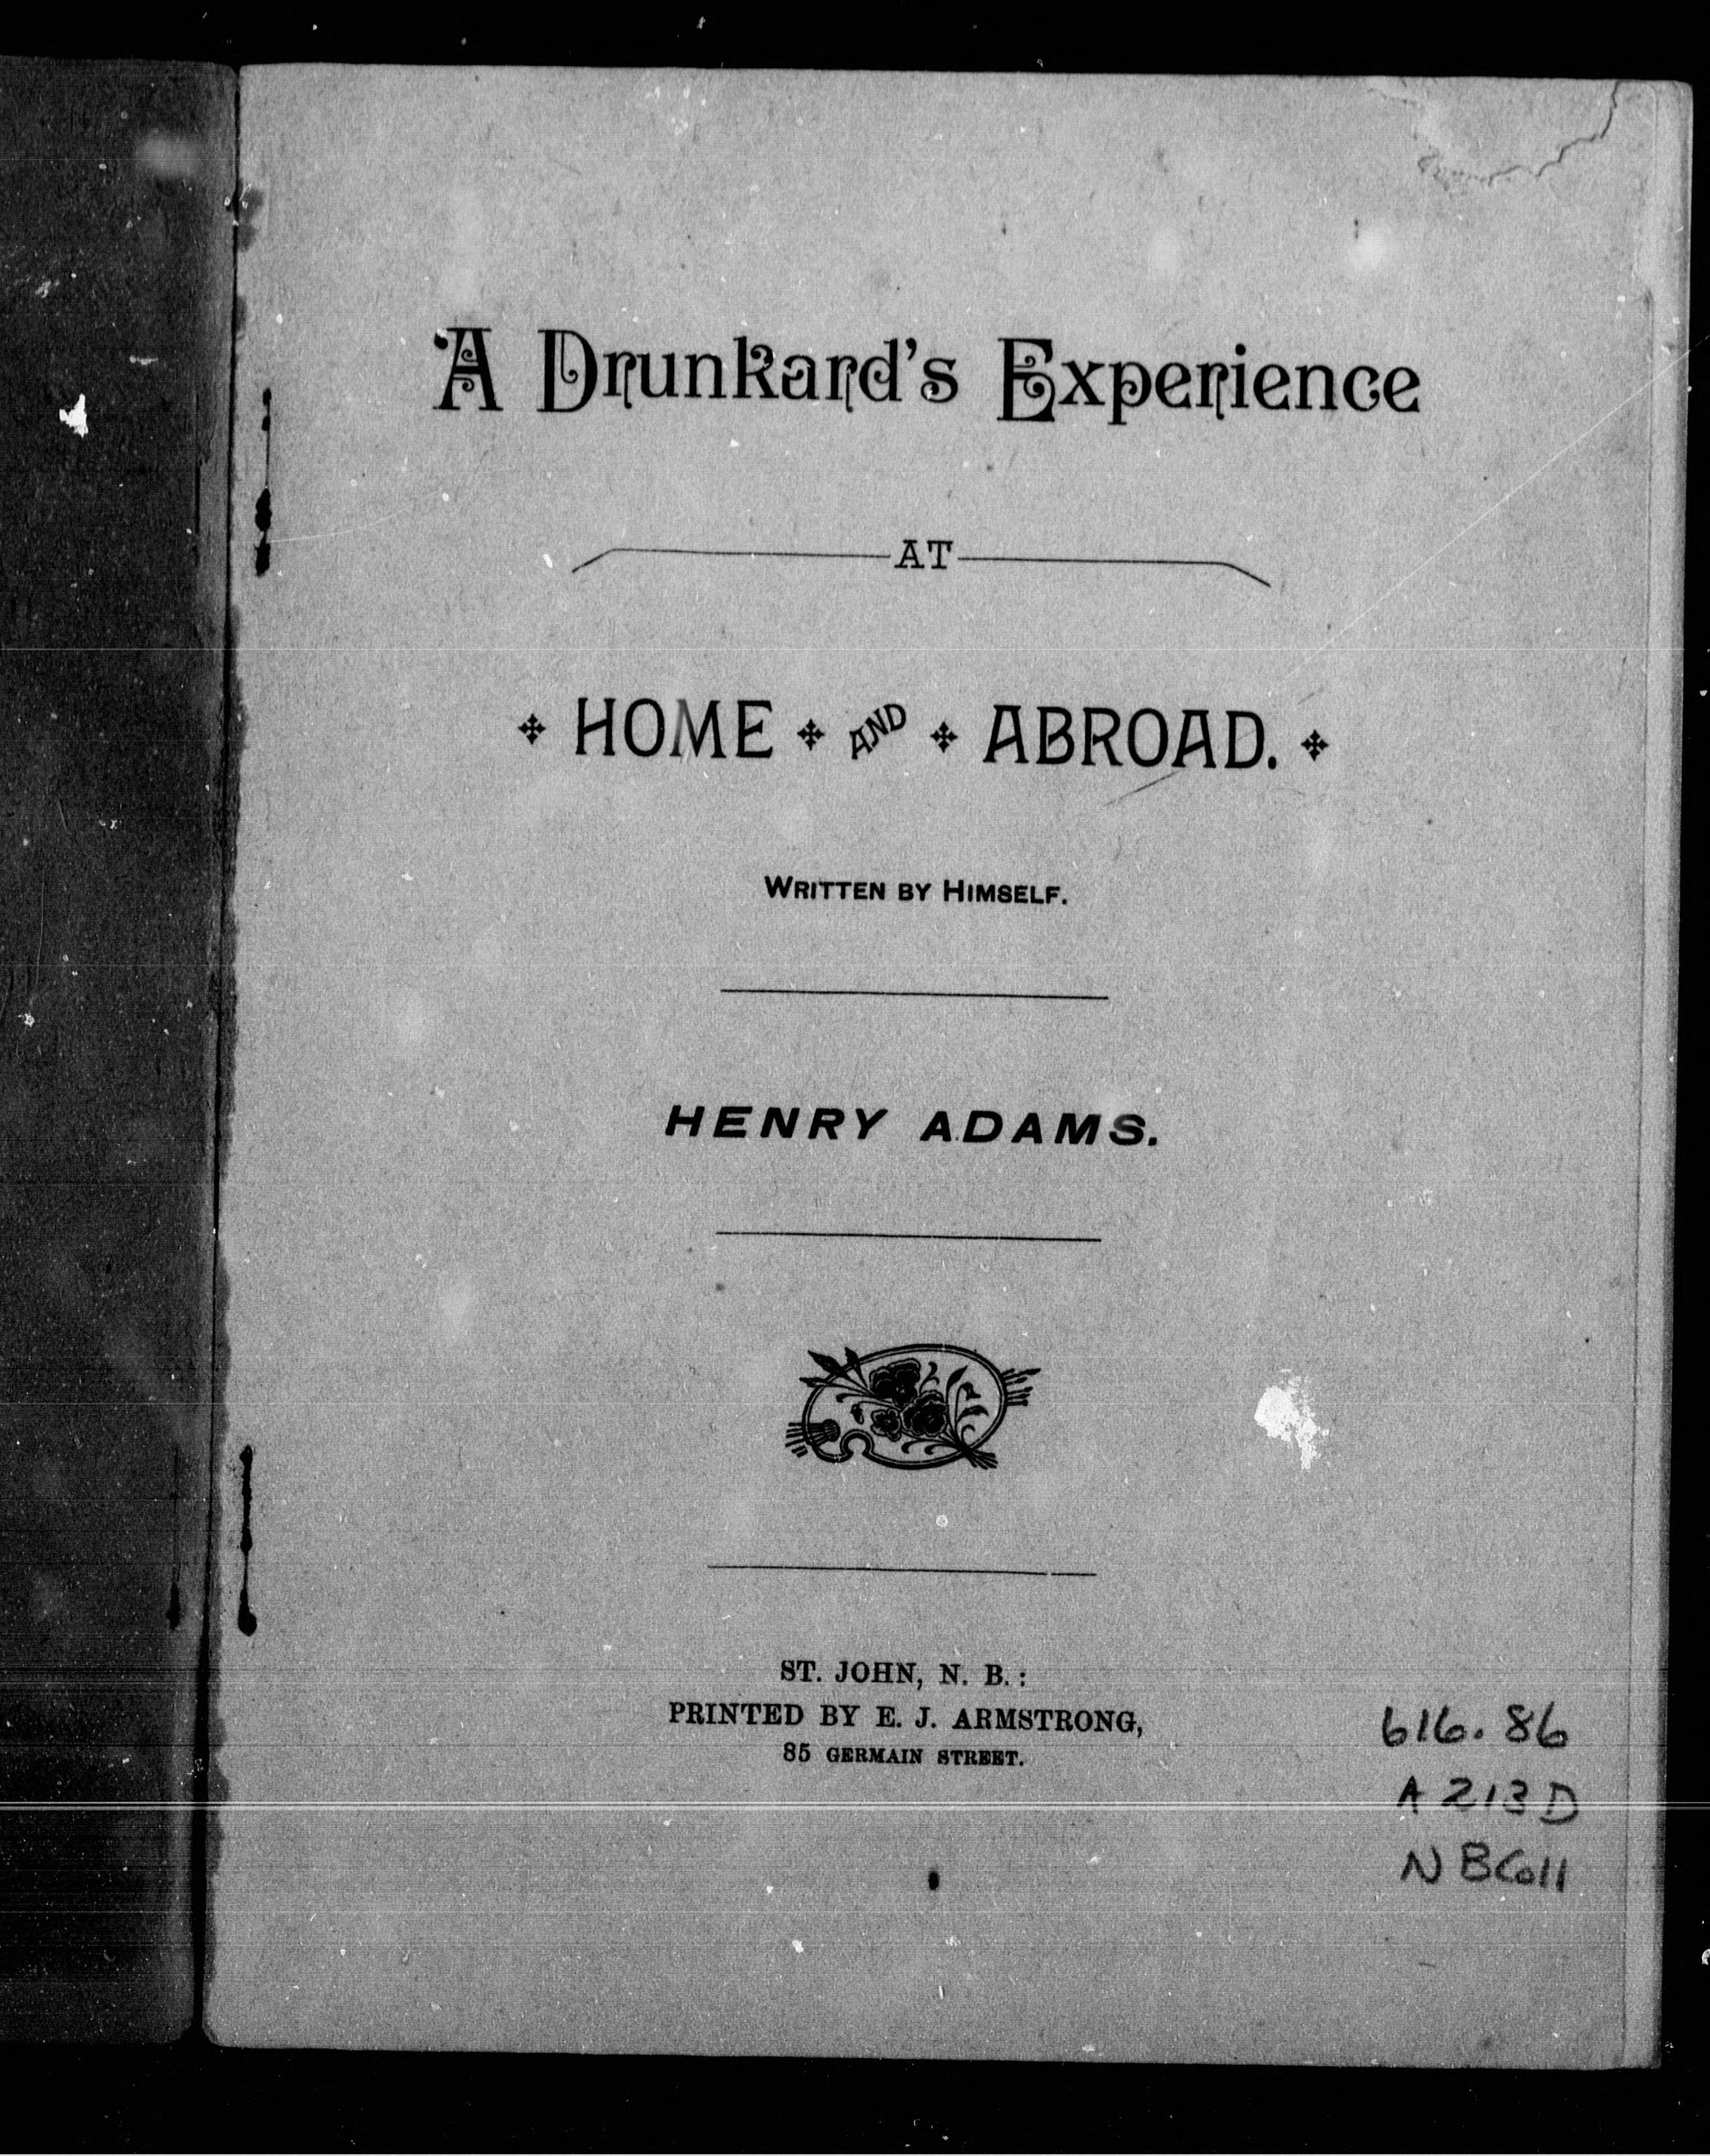 A Drunkard's Experience
AT
HOME AND ABROAD.
WRITTEN BY HIMSELF.
HENRY ADAMS.
ST. JOHN, N. B.:
PRINTED BY E. J. ARMSTRONG,
85 GERMAIN STREET.
616.86
A213D
NBColl